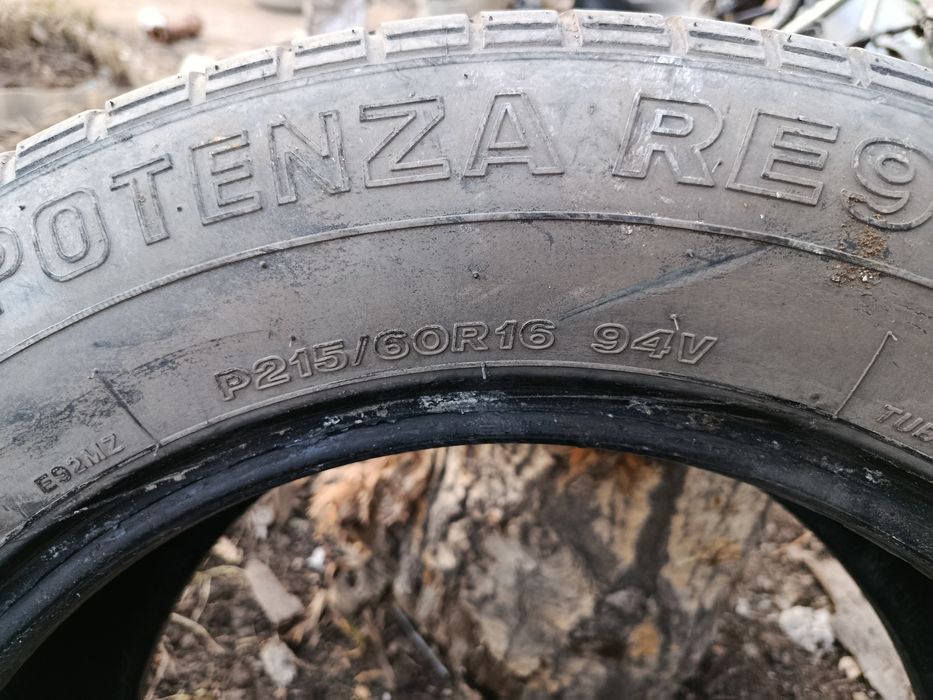 POTENZA RE9
P215/60R16 94V
E92MZ
TUB